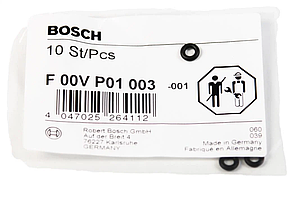 BOSCH
10 St/Pcs
F 00V P01 003 -001
4 047025 264112
Robert Bosch GmbH
Auf der Breit 4
76227 Karlsruhe
GERMANY
060
039
Made in Germany
Fabriqué en Allemagne